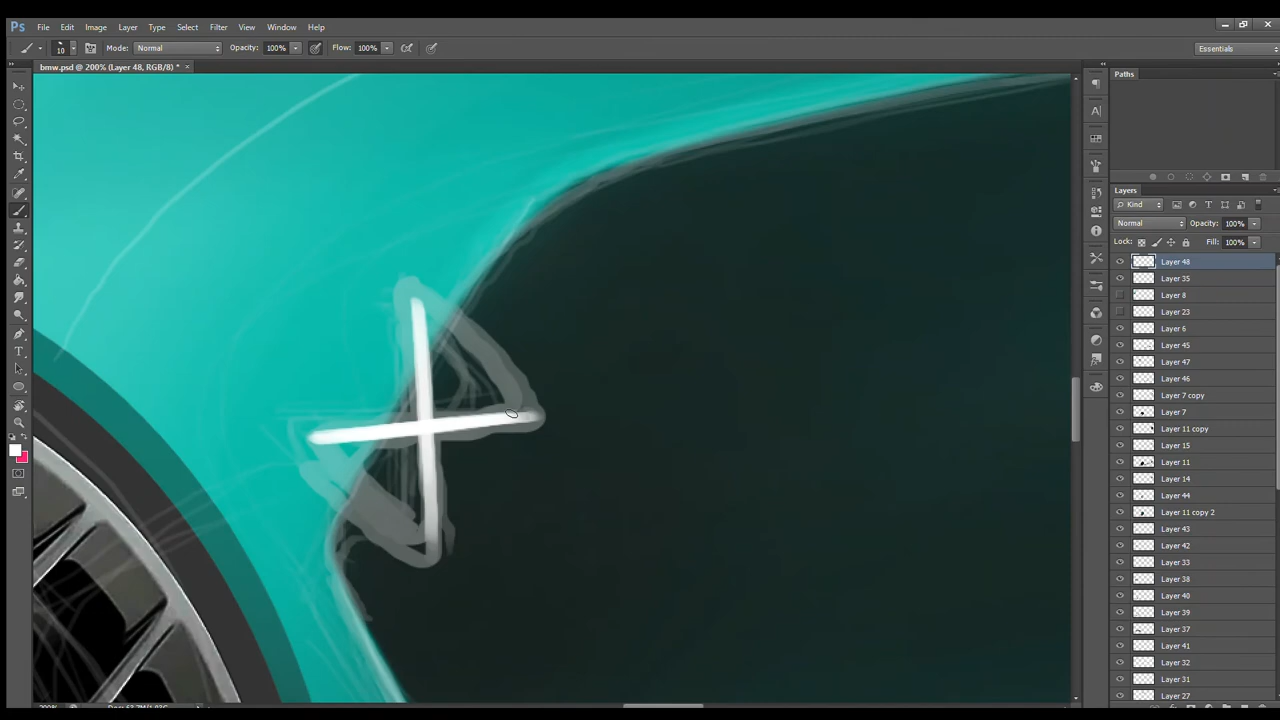 Ps File Edit Image Layer Type Select Filter View Window Help
10 Mode: Normal Opacity: 100% Flow: 100% Essentials
bmw.psd @ 200% (Layer 48, RGB/8) *
Paths
Layers
Kind
Normal Opacity: 100%
Lock: Fill: 100%
Layer 48
Layer 35
Layer 8
Layer 23
Layer 6
Layer 45
Layer 47
Layer 46
Layer 7 copy
Layer 7
Layer 11 copy
Layer 15
Layer 11
Layer 14
Layer 44
Layer 11 copy 2
Layer 43
Layer 42
Layer 33
Layer 38
Layer 40
Layer 39
Layer 37
Layer 41
Layer 32
Layer 31
Layer 27